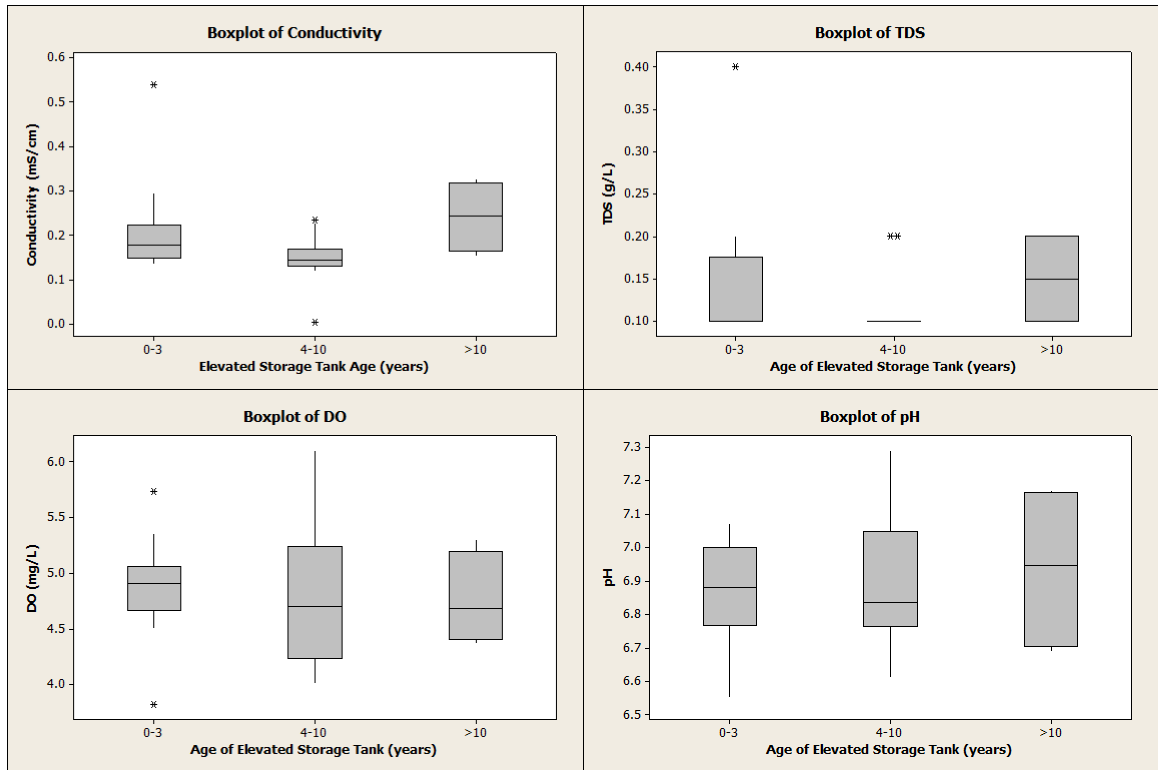 Boxplot of Conductivity
0.6
0.5
0.4
0.3
0.2
0.1
0.0
Conductivity (mS/cm)
0-3 4-10 >10
Elevated Storage Tank Age (years)
Boxplot of TDS
0.40
0.35
0.30
0.25
0.20
0.15
0.10
TDS (g/L)
0-3 4-10 >10
Age of Elevated Storage Tank (years)
Boxplot of DO
6.0
5.5
5.0
4.5
4.0
DO (mg/L)
0-3 4-10 >10
Age of Elevated Storage Tank (years)
Boxplot of pH
7.3
7.2
7.1
7.0
6.9
6.8
6.7
6.6
6.5
pH
0-3 4-10 >10
Age of Elevated Storage Tank (years)